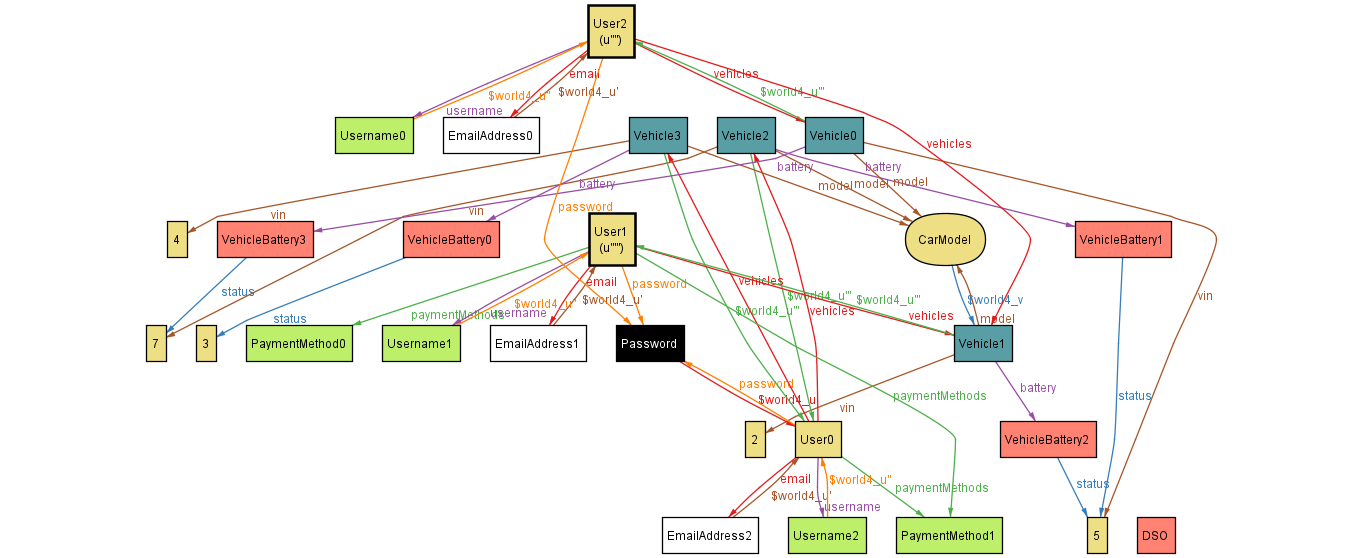 User2
(u"")
email
vehicles
$world4_u"
$world4_u'
$world4_u'"
username
Username0
EmailAddress0
Vehicle3
Vehicle2
Vehicle0
vehicles
battery
battery
battery
model
model
model
password
vin
vin
4
VehicleBattery3
VehicleBattery0
User1
(u"")
CarModel
VehicleBattery1
status
status
email
$world4_u'
password
vehicles
$world4_u'"
$world4_u'"
$world4_u'"
$world4_v
vin
$world4_u"
paymentMethods
username
vehicles
vehicles
model
7
3
PaymentMethod0
Username1
EmailAddress1
Password
Vehicle1
password
$world4_u
vin
paymentMethods
battery
status
2
User0
VehicleBattery2
email
$world4_u'
$world4_u"
username
paymentMethods
status
EmailAddress2
Username2
PaymentMethod1
5
DSO